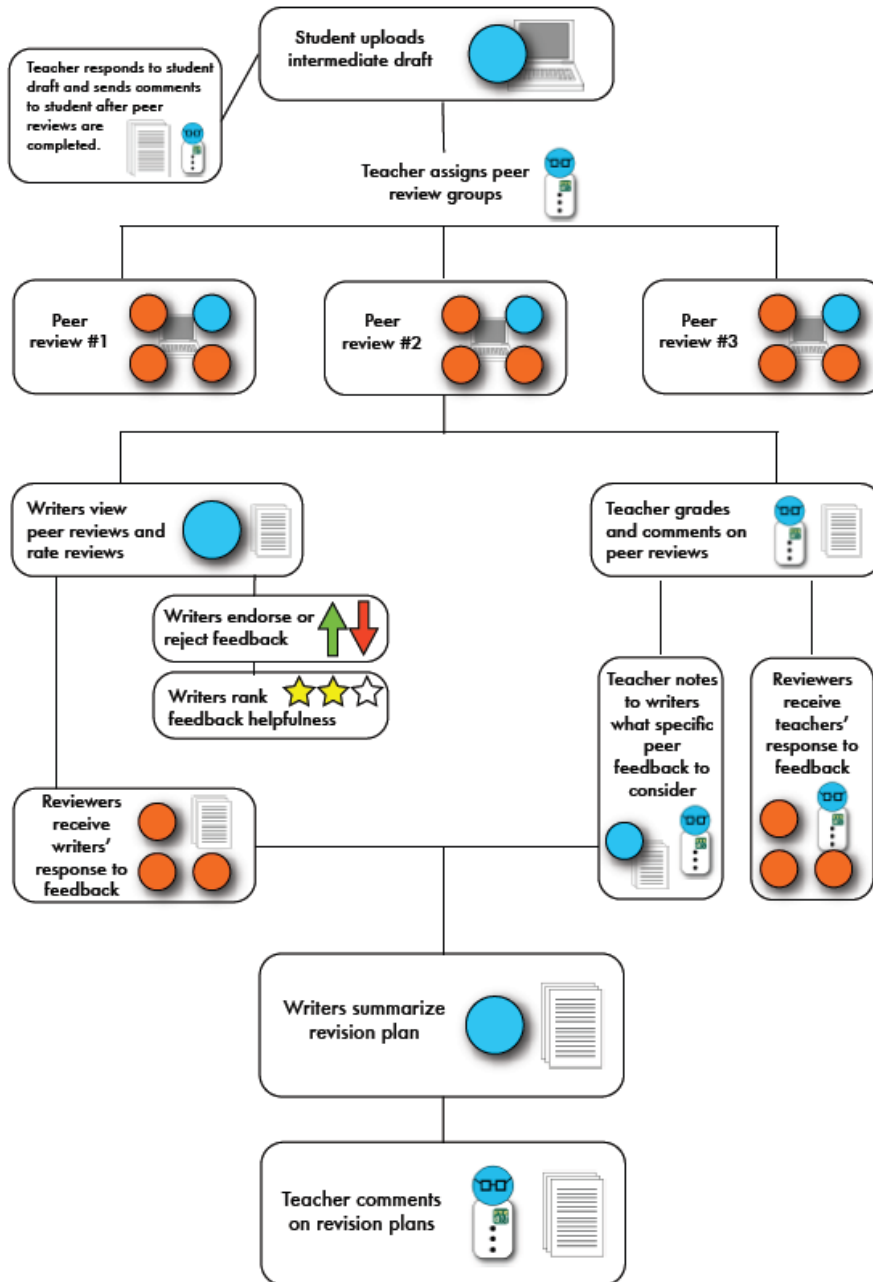 Student uploads
intermediate draft
Teacher responds to student
draft and sends comments
to student after peer
reviews are
completed.
Teacher assigns peer
review groups
Peer
review #1
Peer
review #2
Peer
review #3
Writers view
peer reviews and
rate reviews
Teacher grades
and comments on
peer reviews
Writers endorse or
reject feedback
Writers rank
feedback helpfulness
Teacher notes
to writers
what specific
peer
feedback to
consider
Reviewers
receive
teachers’
response to
feedback
Reviewers
receive
writers’
response to
feedback
Writers summarize
revision plan
Teacher comments
on revision plans